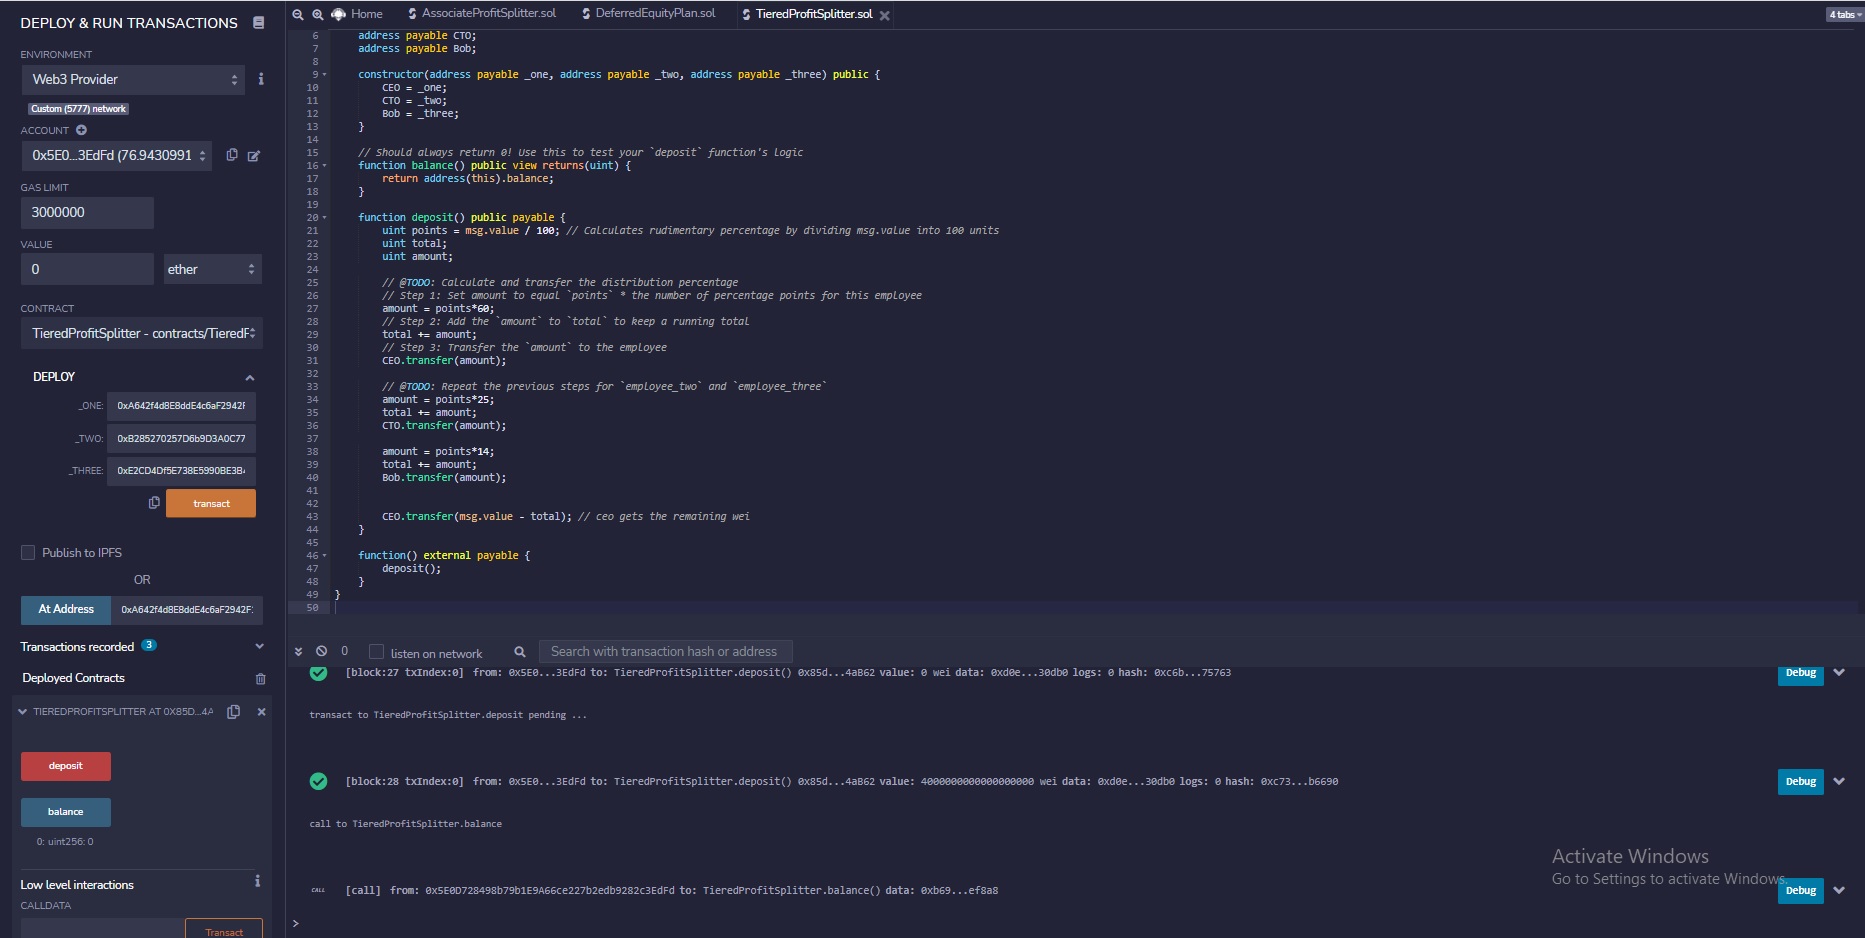 DEPLOY & RUN TRANSACTIONS
ENVIRONMENT
Web3 Provider
Custom (5777) network
ACCOUNT
0x5E0...3EdFd (76.9430991
GAS LIMIT
3000000
VALUE
0
ether
CONTRACT
TieredProfitSplitter - contracts/TieredF
DEPLOY
_ONE:
0xA642f4d8E8ddE4c6aF2942F
_TWO:
0xB285270257D6b9D3A0C77
_THREE:
0xE2CD4Df5E738E5990BE3B
transact
Publish to IPFS
OR
At Address
0xA642f4d8E8ddE4c6aF2942F
Transactions recorded 3
Deployed Contracts
TIEREDPROFITSPLITTER AT 0X85D...4A
deposit
balance
0: uint256: 0
Low level interactions
CALLDATA
Transact
Home
AssociateProfitSplitter.sol
DeferredEquityPlan.sol
TieredProfitSplitter.sol
4 tabs
6 address payable CTO;
7 address payable Bob;
8
9 constructor(address payable _one, address payable _two, address payable _three) public {
10 CEO = _one;
11 CTO = _two;
12 Bob = _three;
13 }
14
15 // Should always return 0! Use this to test your `deposit` function's logic
16 function balance() public view returns(uint) {
17 return address(this).balance;
18 }
19
20 function deposit() public payable {
21 uint points = msg.value / 100; // Calculates rudimentary percentage by dividing msg.value into 100 units
22 uint total;
23 uint amount;
24
25 // @TODO: Calculate and transfer the distribution percentage
26 // Step 1: Set amount to equal `points` * the number of percentage points for this employee
27 amount = points*60;
28 // Step 2: Add the `amount` to `total` to keep a running total
29 total += amount;
30 // Step 3: Transfer the `amount` to the employee
31 CEO.transfer(amount);
32
33 // @TODO: Repeat the previous steps for `employee_two` and `employee_three`
34 amount = points*25;
35 total += amount;
36 CTO.transfer(amount);
37
38 amount = points*14;
39 total += amount;
40 Bob.transfer(amount);
41
42
43 CEO.transfer(msg.value - total); // ceo gets the remaining wei
44 }
45
46 function() external payable {
47 deposit();
48 }
49 }
50
0
listen on network
Search with transaction hash or address
[block:27 txIndex:0] from: 0x5E0...3EdFd to: TieredProfitSplitter.deposit() 0x85d...4aB62 value: 0 wei data: 0xd0e...30db0 logs: 0 hash: 0xc6b...75763
Debug
transact to TieredProfitSplitter.deposit pending ...
[block:28 txIndex:0] from: 0x5E0...3EdFd to: TieredProfitSplitter.deposit() 0x85d...4aB62 value: 4000000000000000000 wei data: 0xd0e...30db0 logs: 0 hash: 0xc73...b6690
Debug
call to TieredProfitSplitter.balance
CALL [call] from: 0x5E0D728498b79b1E9A66ce227b2edb9282c3EdFd to: TieredProfitSplitter.balance() data: 0xb69...ef8a8
Debug
>
Activate Windows
Go to Settings to activate Windows.